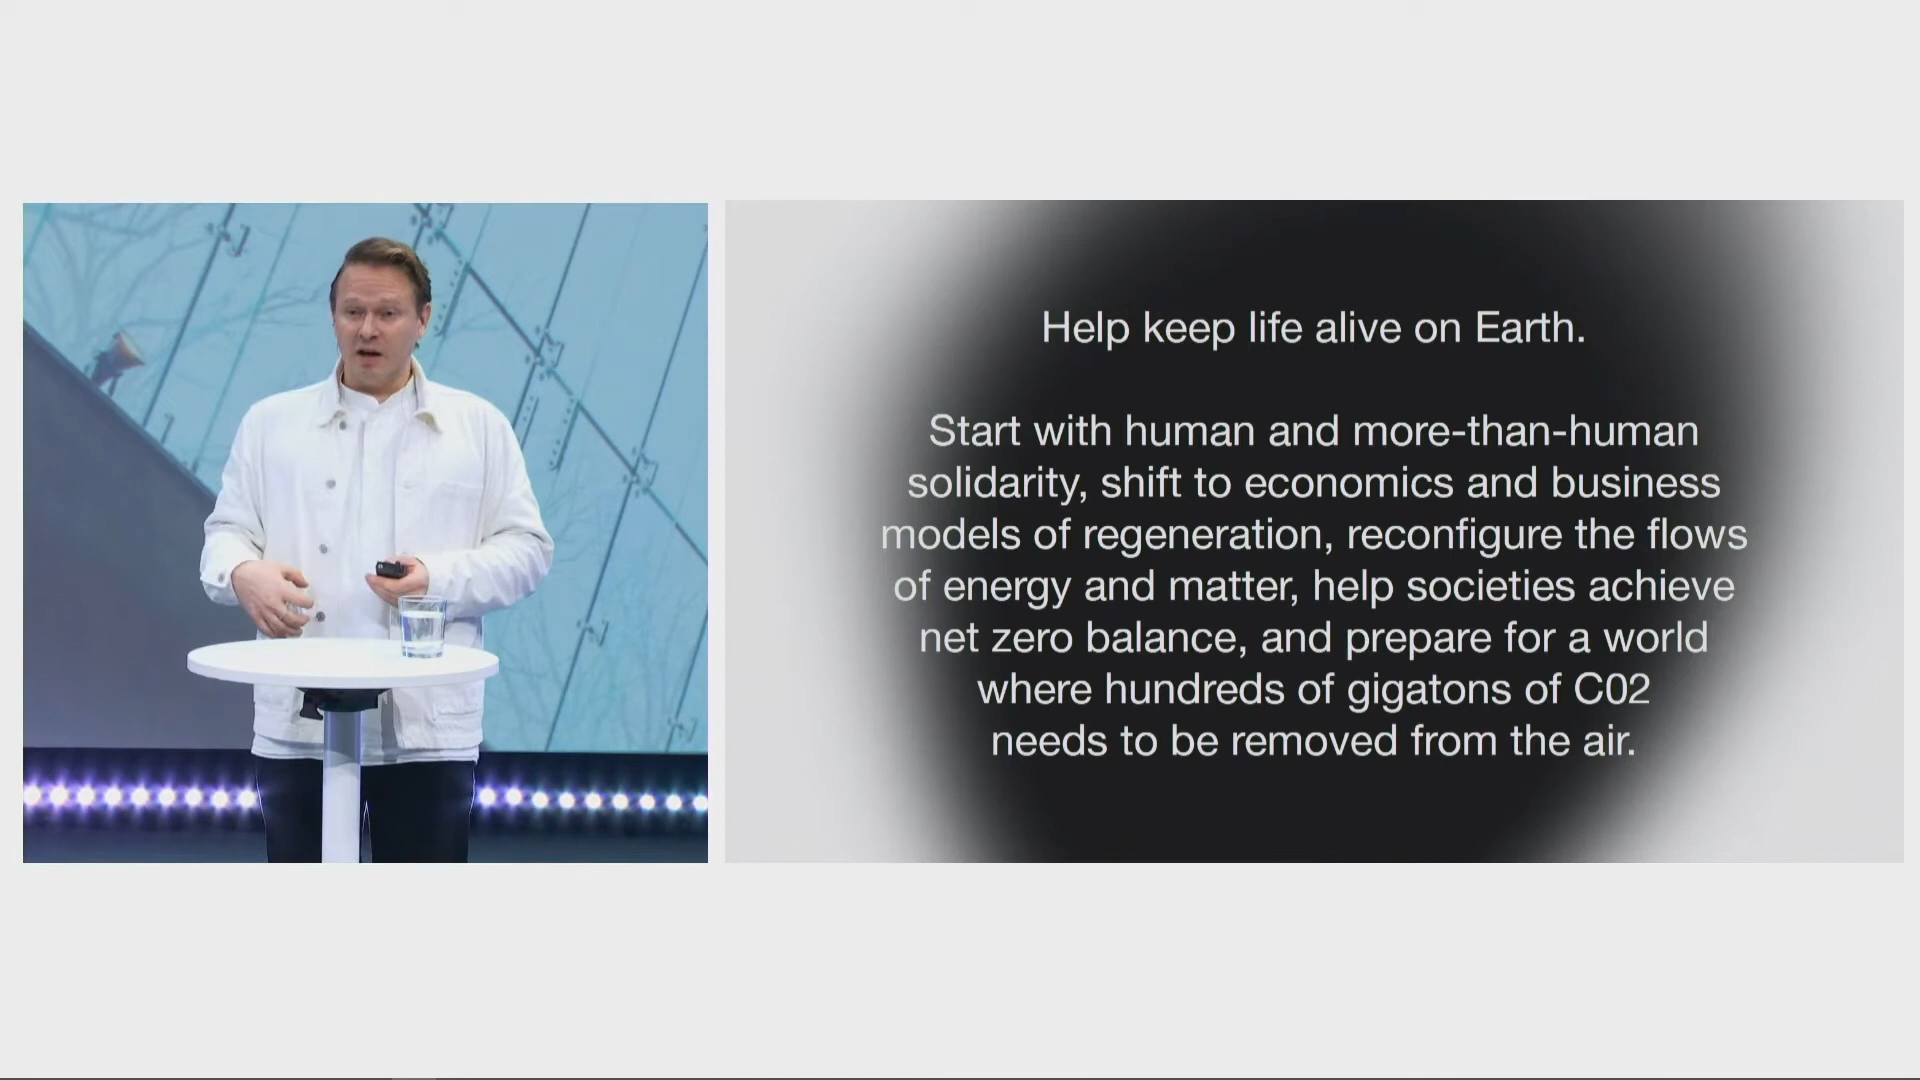 Help keep life alive on Earth.
Start with human and more-than-human
solidarity, shift to economics and business
models of regeneration, reconfigure the flows
of energy and matter, help societies achieve
net zero balance, and prepare for a world
where hundreds of gigatons of C02
needs to be removed from the air.